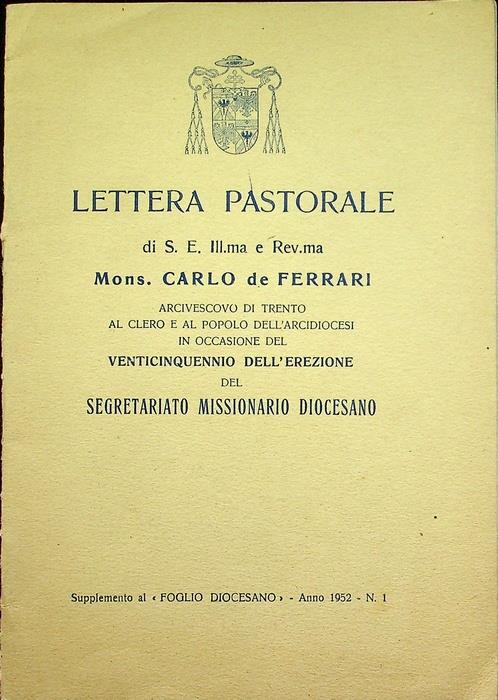 LETTERA PASTORALE
di S. E. Ill.ma e Rev.ma
Mons. CARLO de FERRARI
ARCIVESCOVO DI TRENTO
AL CLERO E AL POPOLO DELL'ARCIDIOCESI
IN OCCASIONE DEL
VENTICINQUENNIO DELL'EREZIONE
DEL
SEGRETARIATO MISSIONARIO DIOCESANO
Supplemento al « FOGLIO DIOCESANO » - Anno 1952 - N. 1